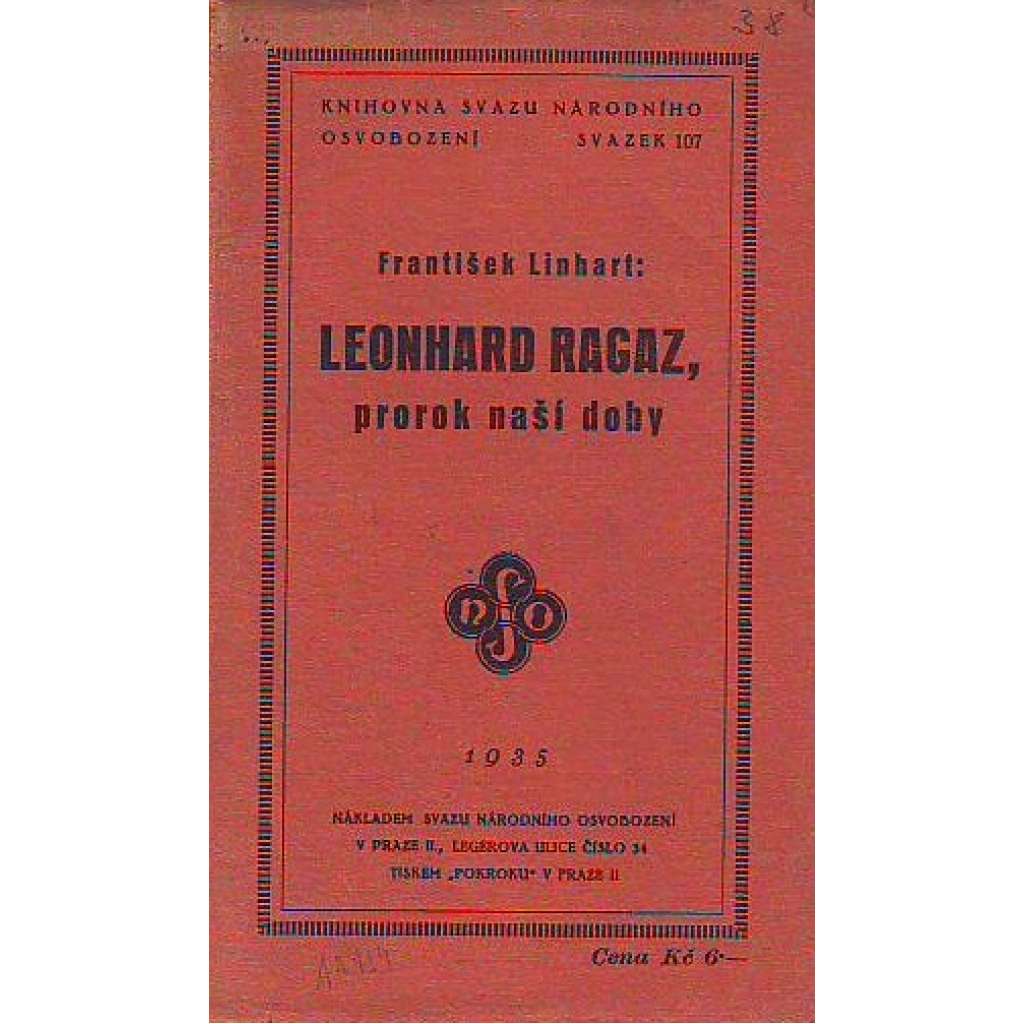 38
KNIHOVNA SVAZU NÁRODNÍHO
OSVOBOZENÍ SVAZEK 107
František Linhart:
LEONHARD RAGAZ,
prorok naší doby
S
N O
J
1935
NÁKLADEM SVAZU NÁRODNÍHO OSVOBOZENÍ
V PRAZE II., LEGEROVA ULICE ČÍSLO 34
TISKEM „POKROKU“ V PRAZE II
Cena Kč 6·—